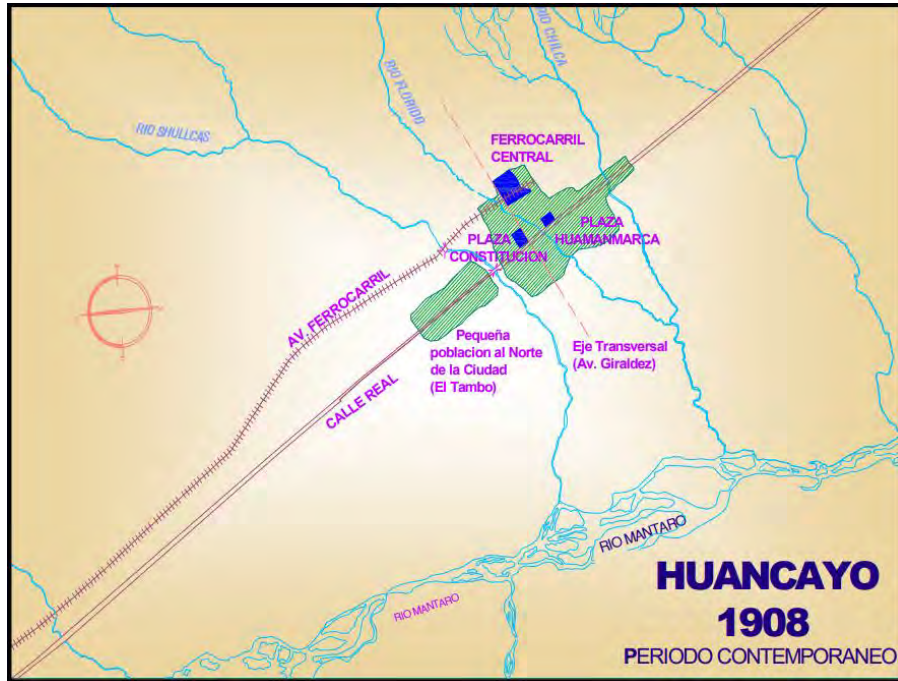 RIO CHILCA
RIO FLORIDO
RIO SHULLCAS
FERROCARRIL
CENTRAL
PLAZA
HUAMANMARCA
PLAZA
CONSTITUCION
AV. FERROCARRIL
Pequeña
poblacion al Norte
de la Ciudad
(El Tambo)
Eje Transversal
(Av. Giraldez)
CALLE REAL
RIO MANTARO
RIO MANTARO
HUANCAYO
1908
PERIODO CONTEMPORANEO